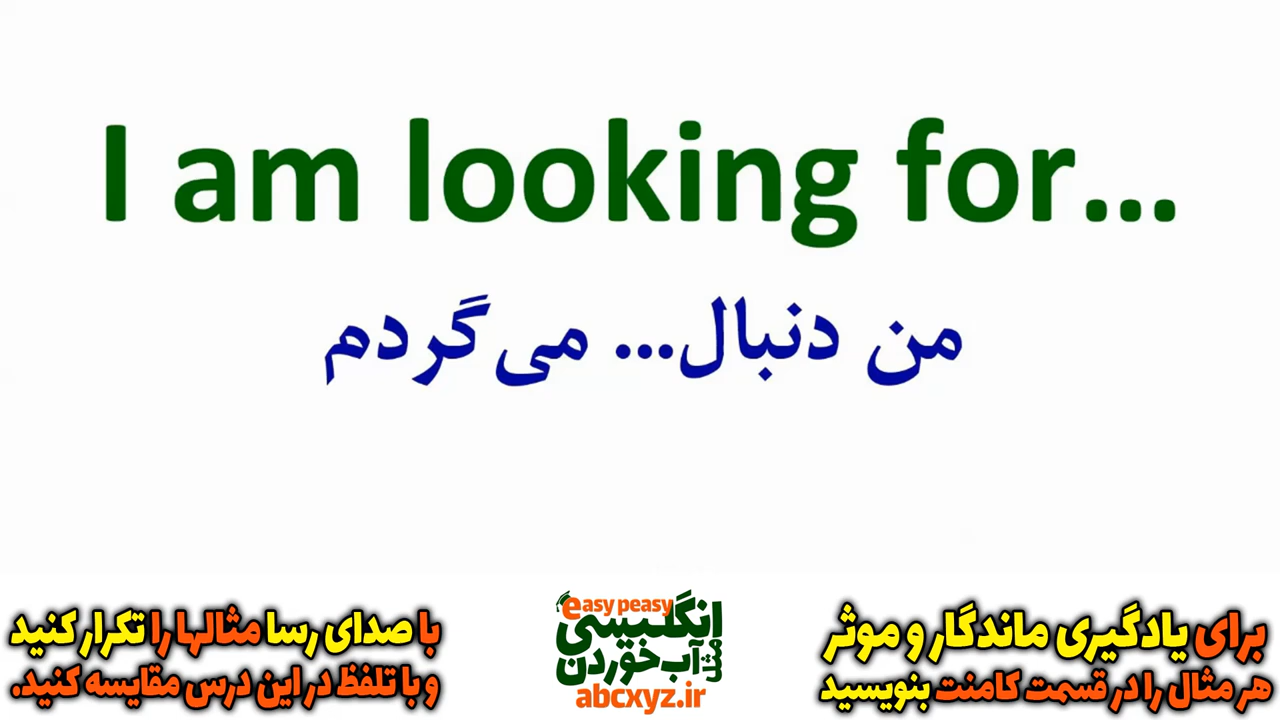 I am looking for...
من دنبال... می‌گردم
برای یادگیری ماندگار و موثر
هر مثال را در قسمت کامنت بنویسید
easy peasy
انگلیسی
مثل آب خوردن
abcxyz.ir
با صدای رسا مثالها را تکرار کنید
و با تلفظ در این درس مقایسه کنید.